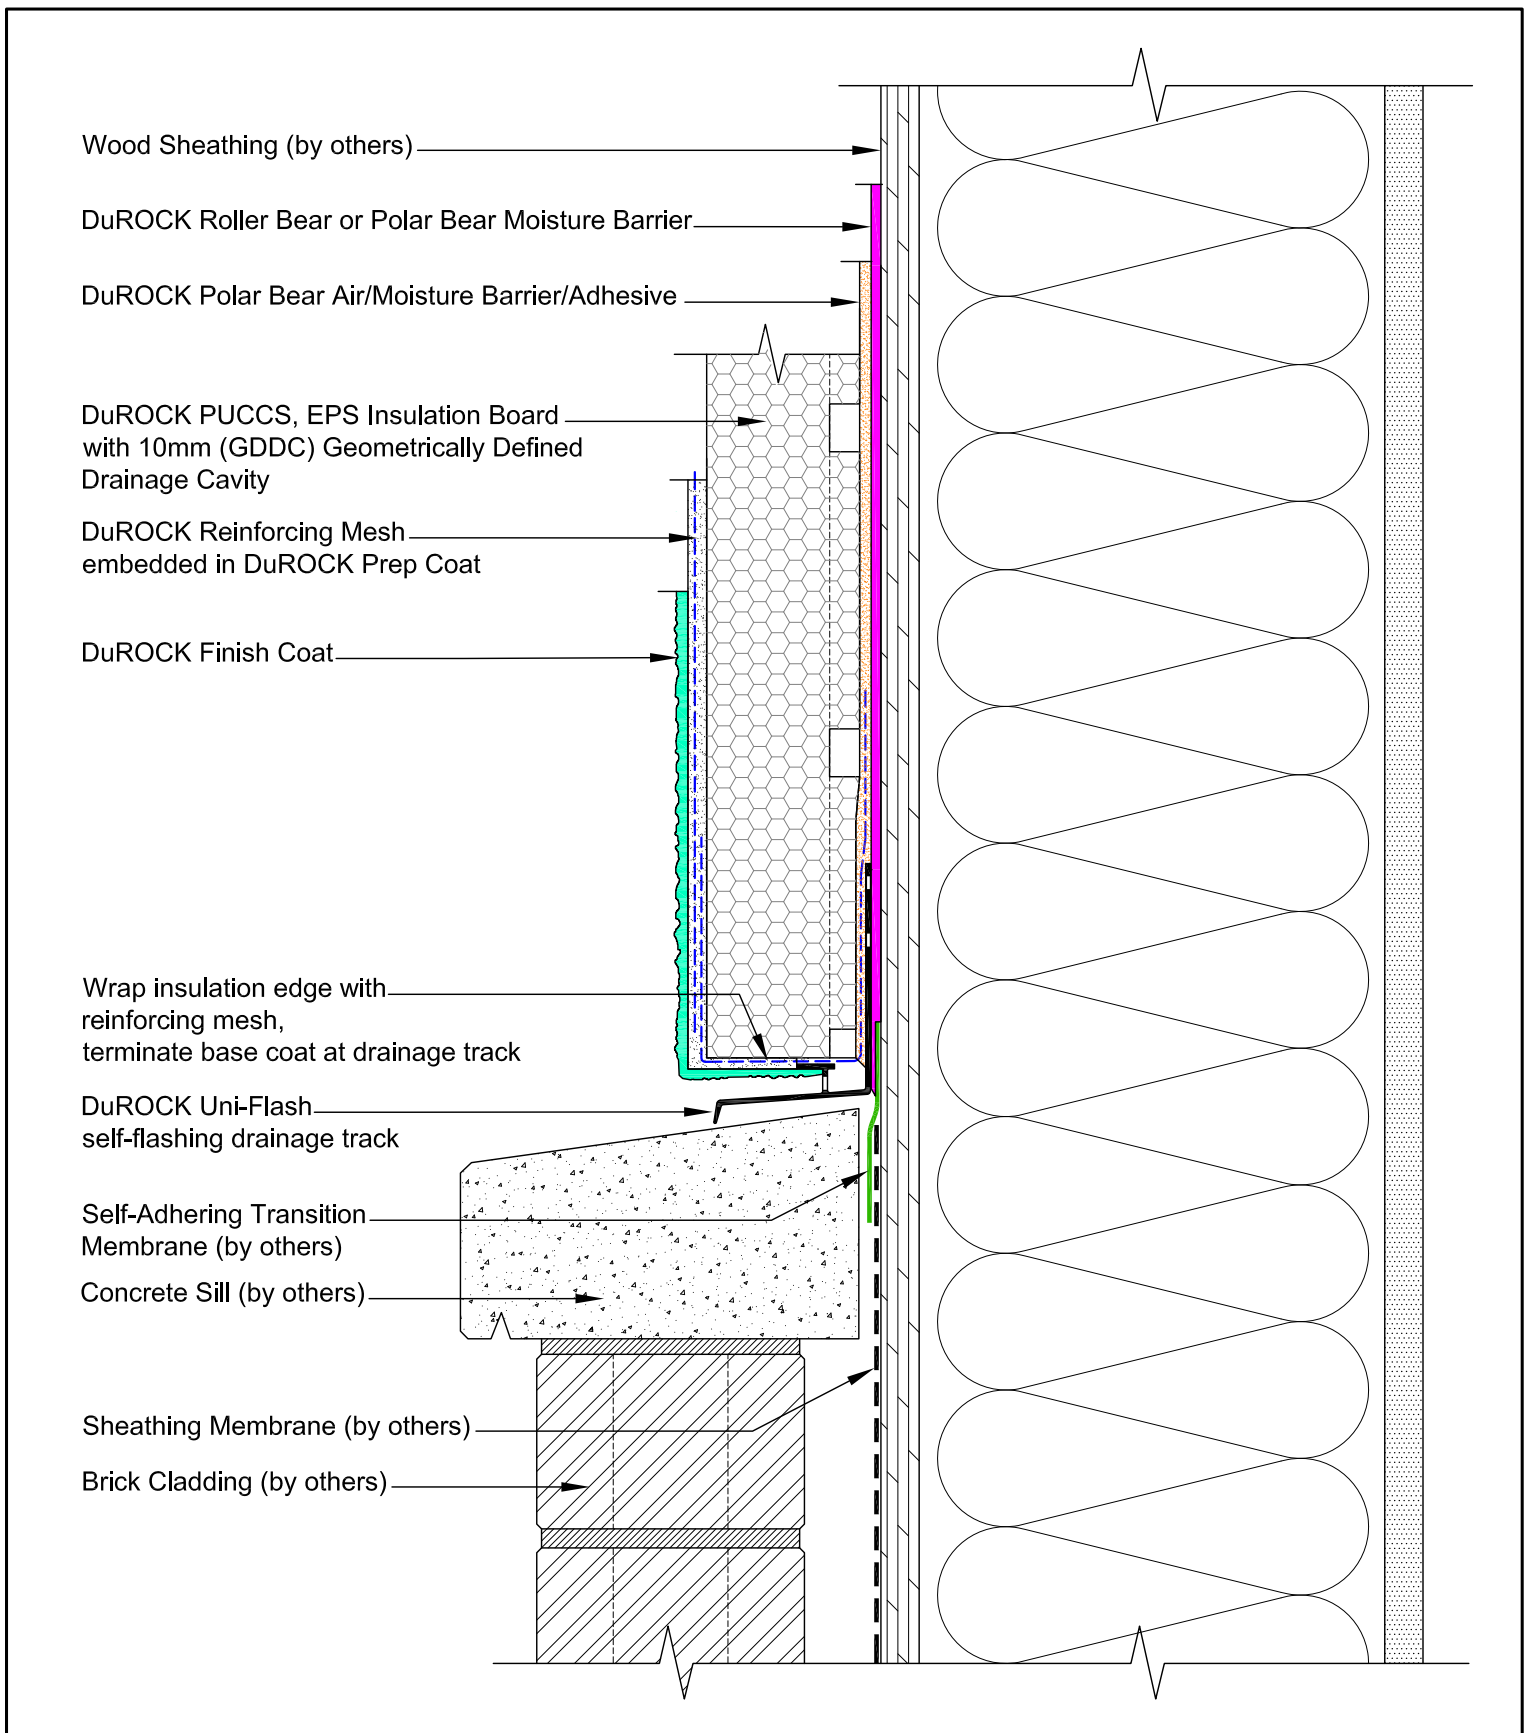 Wood Sheathing (by others)
DuROCK Roller Bear or Polar Bear Moisture Barrier
DuROCK Polar Bear Air/Moisture Barrier/Adhesive
DuROCK PUCCS, EPS Insulation Board
with 10mm (GDDC) Geometrically Defined
Drainage Cavity
DuROCK Reinforcing Mesh
embedded in DuROCK Prep Coat
DuROCK Finish Coat
Wrap insulation edge with
reinforcing mesh,
terminate base coat at drainage track
DuROCK Uni-Flash
self-flashing drainage track
Self-Adhering Transition
Membrane (by others)
Concrete Sill (by others)
Sheathing Membrane (by others)
Brick Cladding (by others)